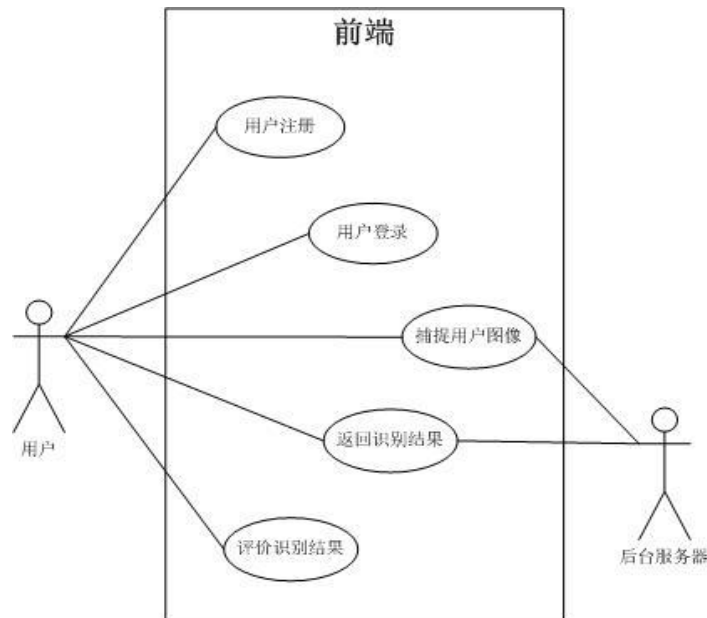 前端
用户注册
用户登录
捕捉用户图像
用户
返回识别结果
评价识别结果
后台服务器